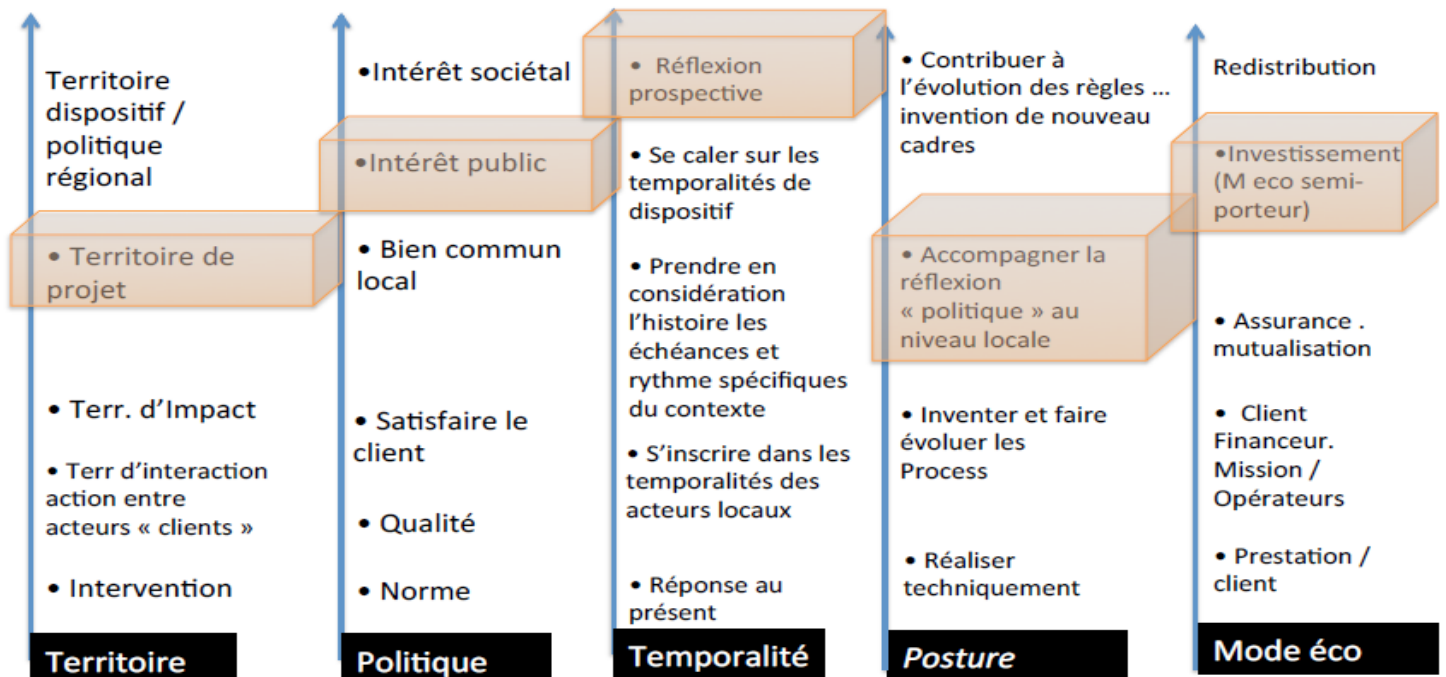 Territoire
dispositif /
politique
régional
• Territoire de
projet
• Terr. d'Impact
• Terr d'interaction
action entre
acteurs « clients »
• Intervention
Territoire
•Intérêt sociétal
•Intérêt public
• Bien commun
local
• Satisfaire le
client
• Qualité
• Norme
Politique
• Réflexion
prospective
• Se caler sur les
temporalités de
dispositif
• Prendre en
considération
l'histoire les
échéances et
rythme spécifiques
du contexte
• S'inscrire dans les
temporalités des
acteurs locaux
• Réponse au
présent
Temporalité
• Contribuer à
l'évolution des règles ...
invention de nouveau
cadres
• Accompagner la
réflexion
« politique » au
niveau locale
• Inventer et faire
évoluer les
Process
• Réaliser
techniquement
Posture
Redistribution
•Investissement
(M eco semi-
porteur)
• Assurance .
mutualisation
• Client
Financeur.
Mission /
Opérateurs
• Prestation /
client
Mode éco